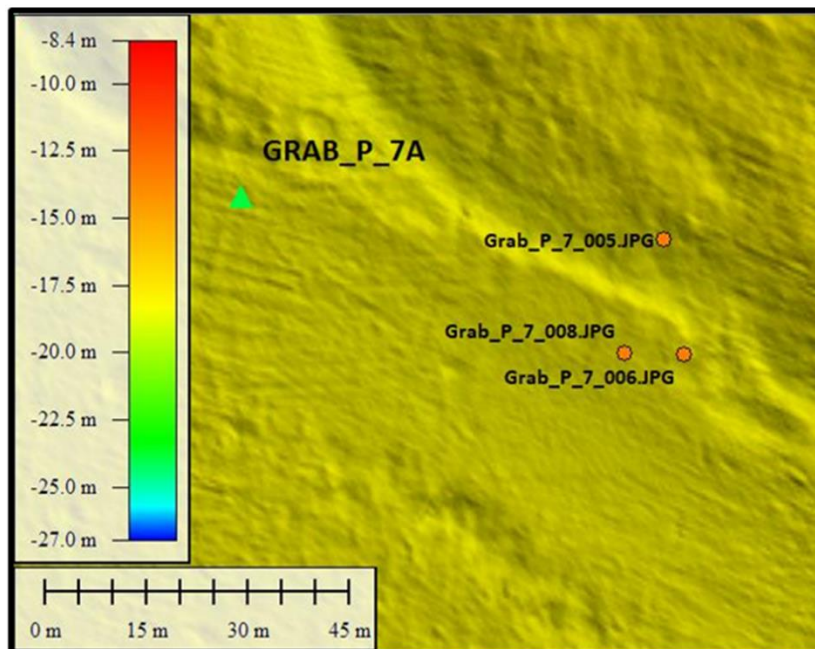 -8.4 m
-10.0 m
-12.5 m
-15.0 m
-17.5 m
-20.0 m
-22.5 m
-25.0 m
-27.0 m
GRAB_P_7A
Grab_P_7_005.JPG
Grab_P_7_008.JPG
Grab_P_7_006.JPG
0 m 15 m 30 m 45 m